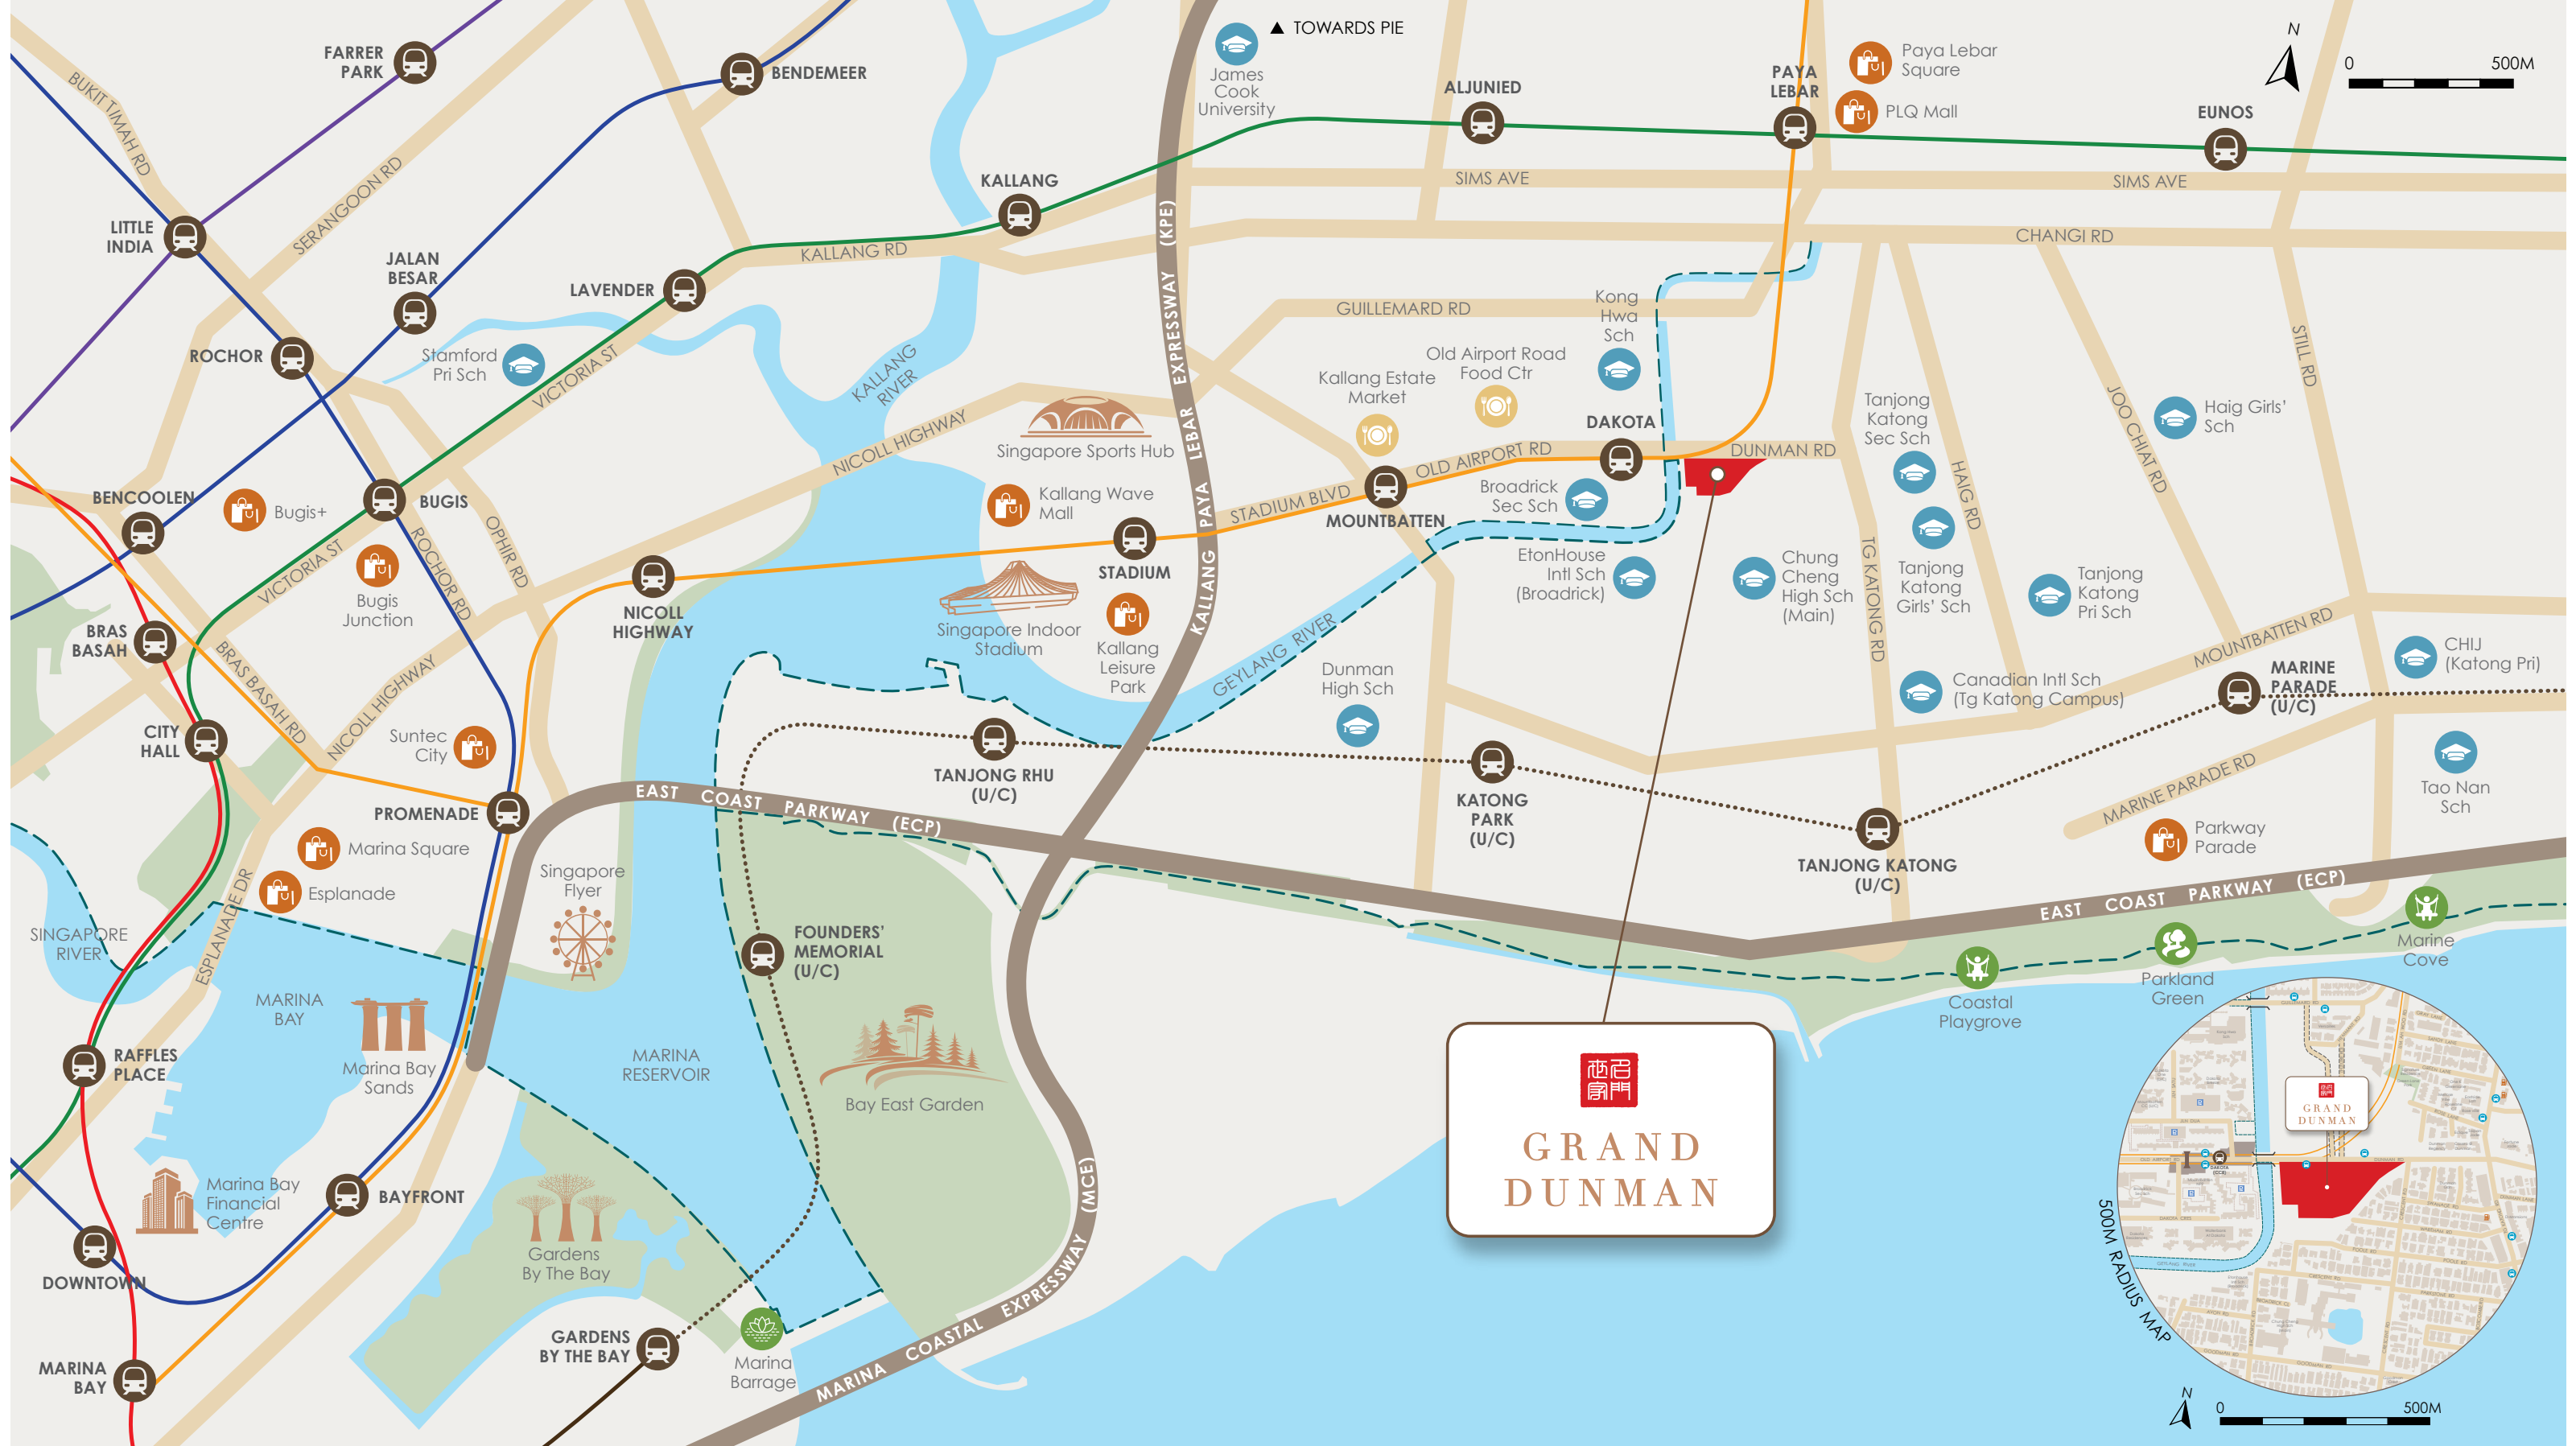 TOWARDS PIE
N
0
500M
FARRER
PARK
BENDEMEER
James
Cook
University
ALJUNIED
PAYA
LEBAR
Paya Lebar
Square
PLQ Mall
EUNOS
BUKIT TIMAH RD
SERANGOON RD
LITTLE
INDIA
JALAN
BESAR
LAVENDER
KALLANG RD
KALLANG
SIMS AVE
SIMS AVE
CHANGI RD
KALLANG PAYA LEBAR EXPRESSWAY (KPE)
GUILLEMARD RD
Kong
Hwa
Sch
ROCHOR
Stamford
Pri Sch
VICTORIA ST
KALLANG
RIVER
NICOLL HIGHWAY
Singapore Sports Hub
Kallang Estate
Market
Old Airport Road
Food Ctr
DAKOTA
OLD AIRPORT RD
DUNMAN RD
Tanjong
Katong
Sec Sch
HAIG RD
JOO CHIAT RD
Haig Girls'
Sch
STILL RD
BENCOOLEN
Bugis+
BUGIS
VICTORIA ST
Bugis
Junction
ROCHOR RD
OPHIR RD
NICOLL
HIGHWAY
Kallang Wave
Mall
STADIUM
STADIUM BLVD
MOUNTBATTEN
Broadrick
Sec Sch
EtonHouse
Intl Sch
(Broadrick)
Chung
Cheng
High Sch
(Main)
TG KATONG RD
Tanjong
Katong
Girls' Sch
Tanjong
Katong
Pri Sch
MOUNTBATTEN RD
CHIJ
(Katong Pri)
BRAS
BASAH
BRAS BASAH RD
NICOLL HIGHWAY
Singapore Indoor
Stadium
Kallang
Leisure
Park
GEYLANG RIVER
Dunman
High Sch
Canadian Intl Sch
(Tg Katong Campus)
MARINE
PARADE
(U/C)
CITY
HALL
Suntec
City
PROMENADE
TANJONG RHU
(U/C)
KATONG
PARK
(U/C)
TANJONG KATONG
(U/C)
MARINE PARADE RD
Parkway
Parade
Tao Nan
Sch
EAST COAST PARKWAY (ECP)
EAST COAST PARKWAY (ECP)
Marina Square
Esplanade
ESPLANADE DR
Singapore
Flyer
SINGAPORE
RIVER
FOUNDERS'
MEMORIAL
(U/C)
Coastal
Playgrove
Parkland
Green
Marine
Cove
MARINA
BAY
Marina Bay
Sands
MARINA
RESERVOIR
Bay East Garden
RAFFLES
PLACE
Marina Bay
Financial
Centre
BAYFRONT
DOWNTOWN
Gardens
By The Bay
GARDENS
BY THE BAY
Marina
Barrage
MARINA
BAY
MARINA COASTAL EXPRESSWAY (MCE)
名門
世家
GRAND
DUNMAN
GRAND
DUNMAN
DAKOTA
500M RADIUS MAP
N
0
500M